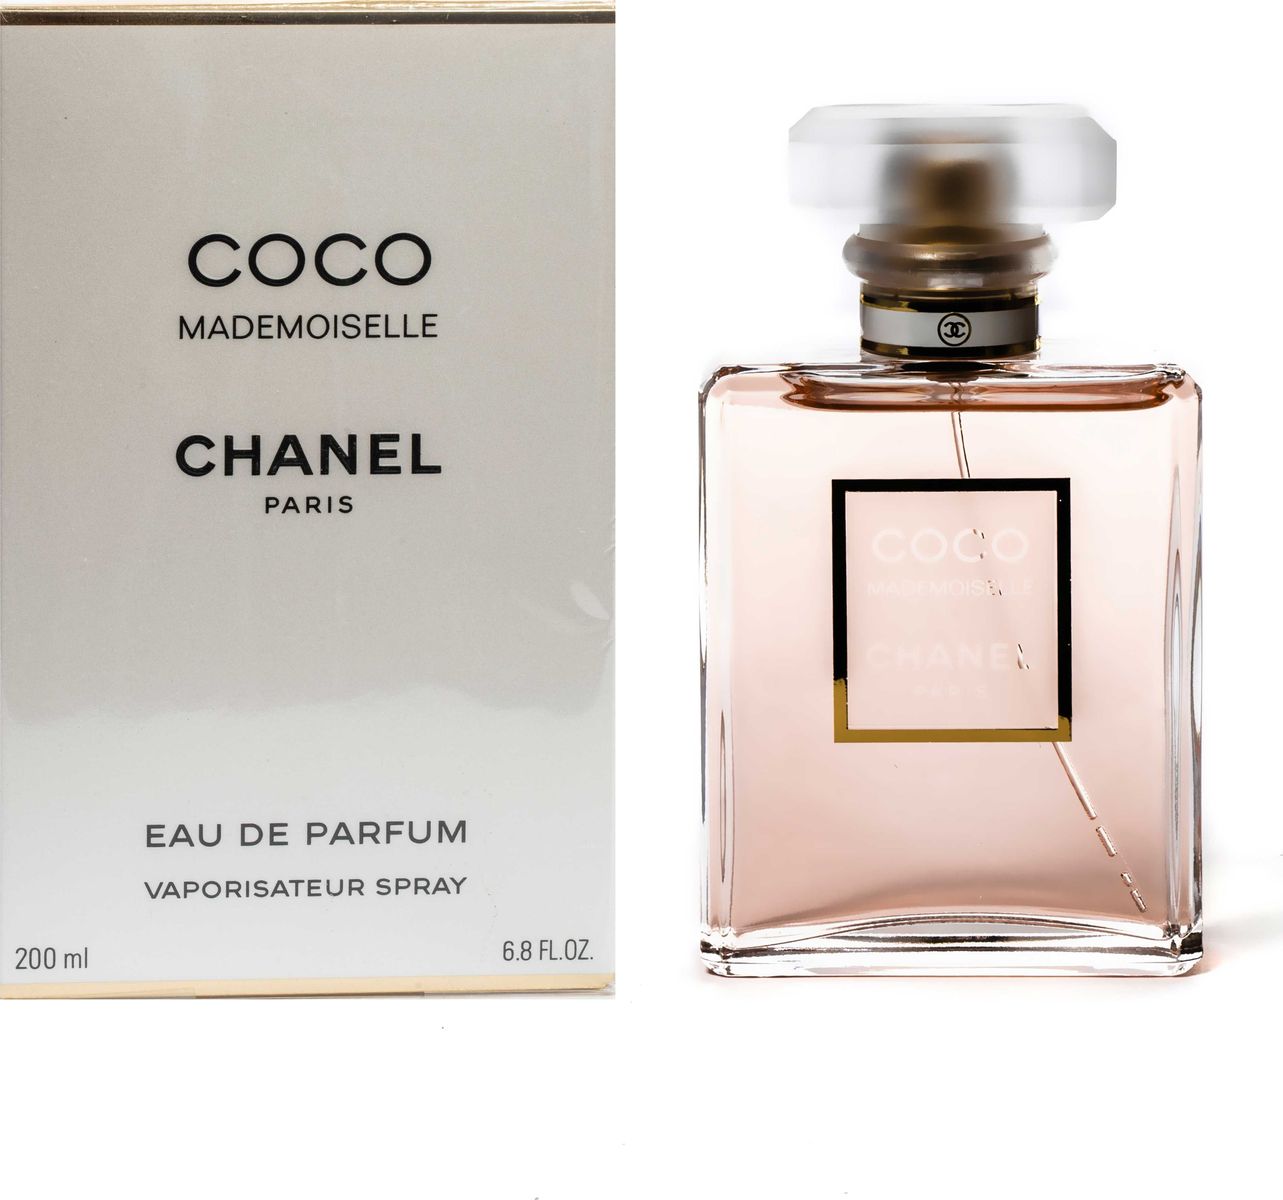 COCO
MADEMOISELLE
CHANEL
PARIS
EAU DE PARFUM
VAPORISATEUR SPRAY
200 ml
6.8 FL.OZ.
COCO
MADEMOISELLE
CHANEL
PARIS